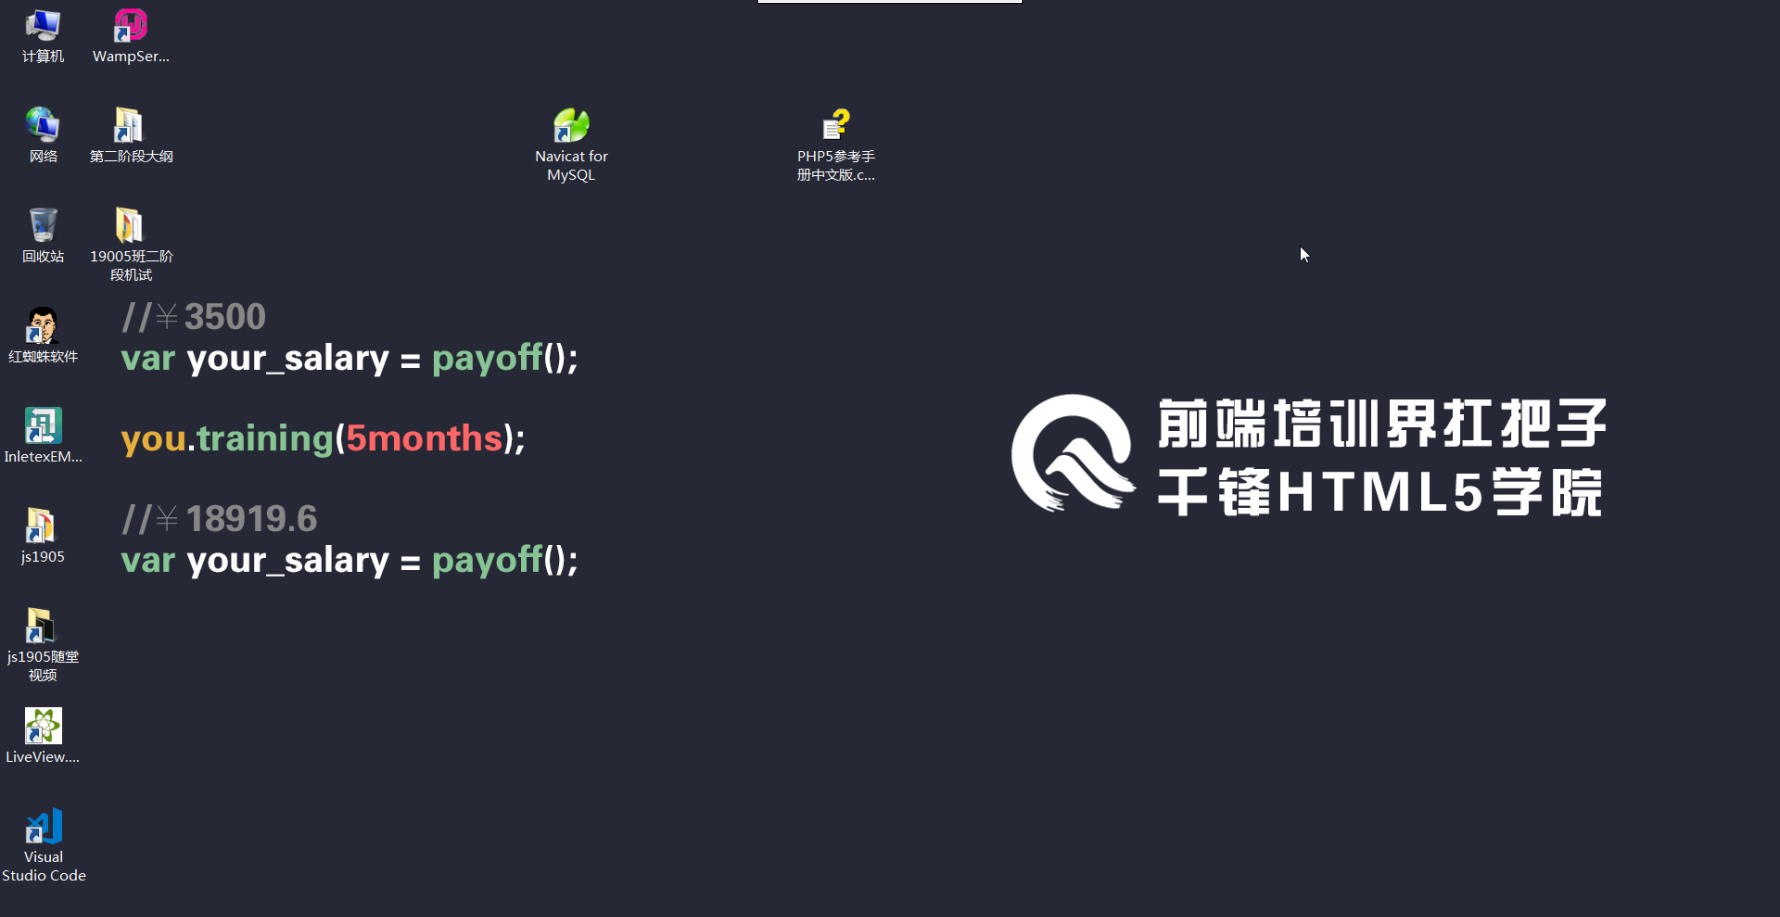 计算机
WampSer...
网络
第二阶段大纲
Navicat for
MySQL
PHP5参考手
册中文版.c...
回收站
19005班二阶
段机试
红蜘蛛软件
InletexEM...
js1905
js1905随堂
视频
LiveView....
Visual
Studio Code
//￥3500
var your_salary = payoff();
you.training(5months);
//￥18919.6
var your_salary = payoff();
前端培训界扛把子
千锋HTML5学院